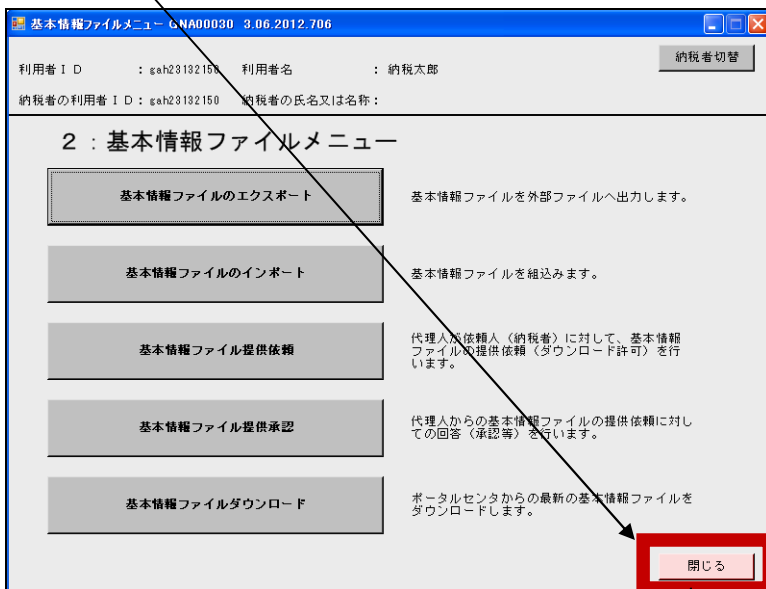 基本情報ファイルメニュー GNA00030 3.06.2012.706
納税者切替
利用者ID : gah23132150 利用者名 : 納税太郎
納税者の利用者ID : gah23132150 納税者の氏名又は名称 :
2 : 基本情報ファイルメニュー
基本情報ファイルのエクスポート
基本情報ファイルを外部ファイルへ出力します。
基本情報ファイルのインポート
基本情報ファイルを組込みます。
基本情報ファイル提供依頼
代理人が依頼人（納税者）に対して、基本情報
ファイルの提供依頼（ダウンロード許可）を行
います。
基本情報ファイル提供承認
代理人からの基本情報ファイルの提供依頼に対し
ての回答（承認等）を行います。
基本情報ファイルダウンロード
ポータルセンタからの最新の基本情報ファイルを
ダウンロードします。
閉じる